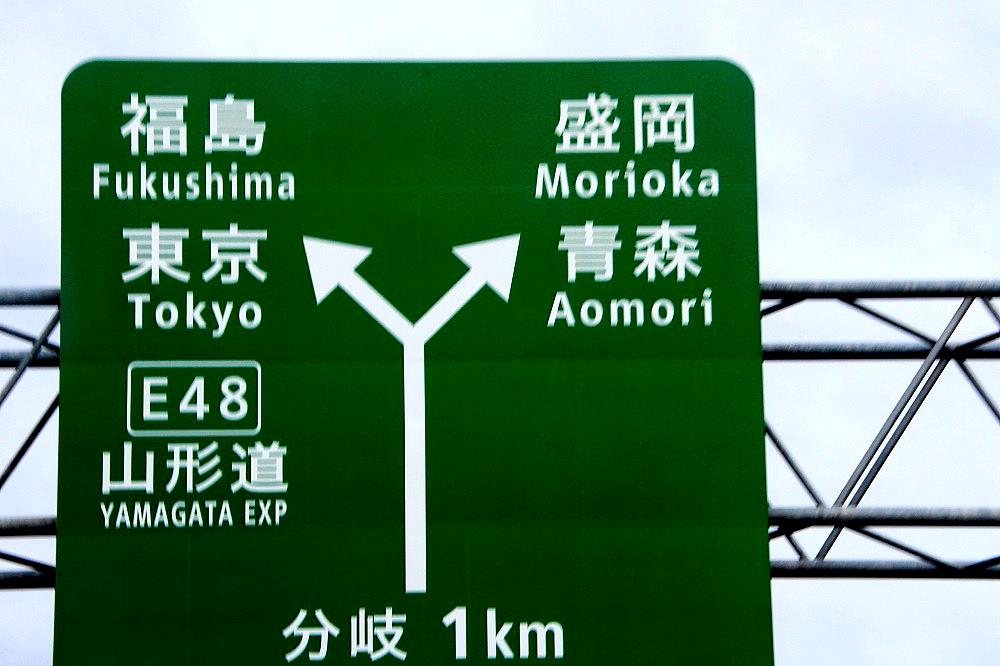 福島
Fukushima
東京
Tokyo
E48
山形道
YAMAGATA EXP
盛岡
Morioka
青森
Aomori
分岐 1km